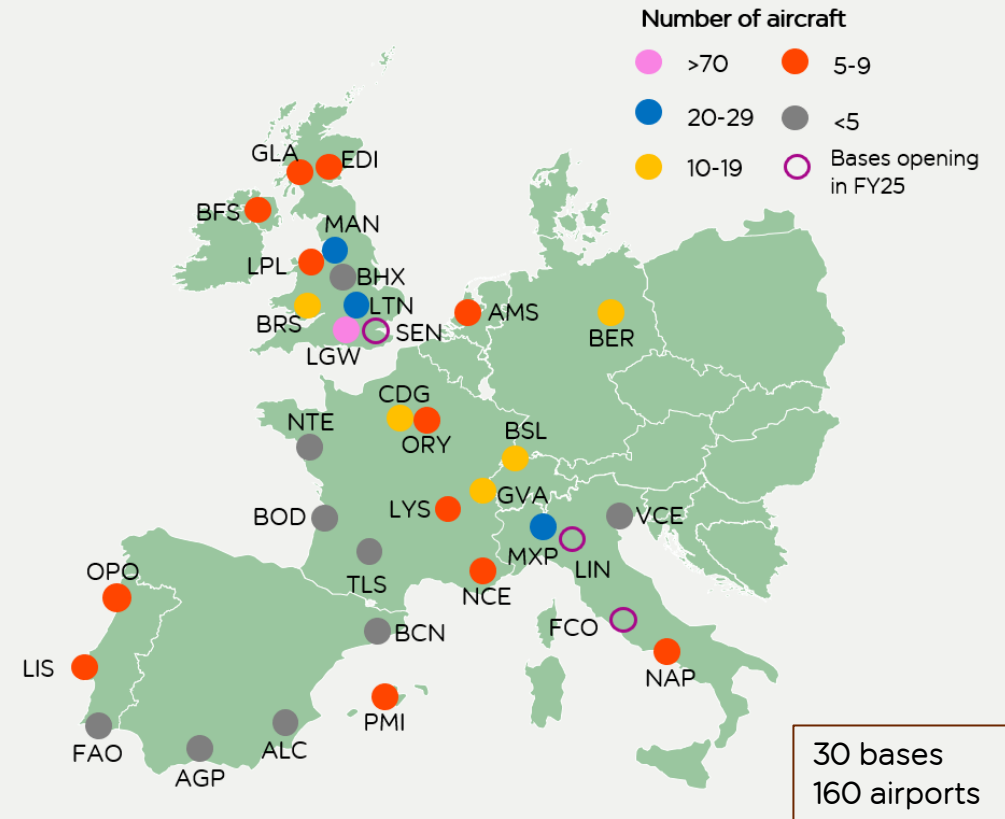 Number of aircraft
>70
5-9
20-29
<5
10-19
Bases opening
in FY25
GLA
EDI
BFS
MAN
LPL
BHX
LTN
BRS
SEN
LGW
AMS
BER
CDG
ORY
NTE
BSL
GVA
LYS
BOD
VCE
MXP
LIN
TLS
NCE
OPO
BCN
FCO
LIS
NAP
PMI
FAO
ALC
AGP
30 bases
160 airports